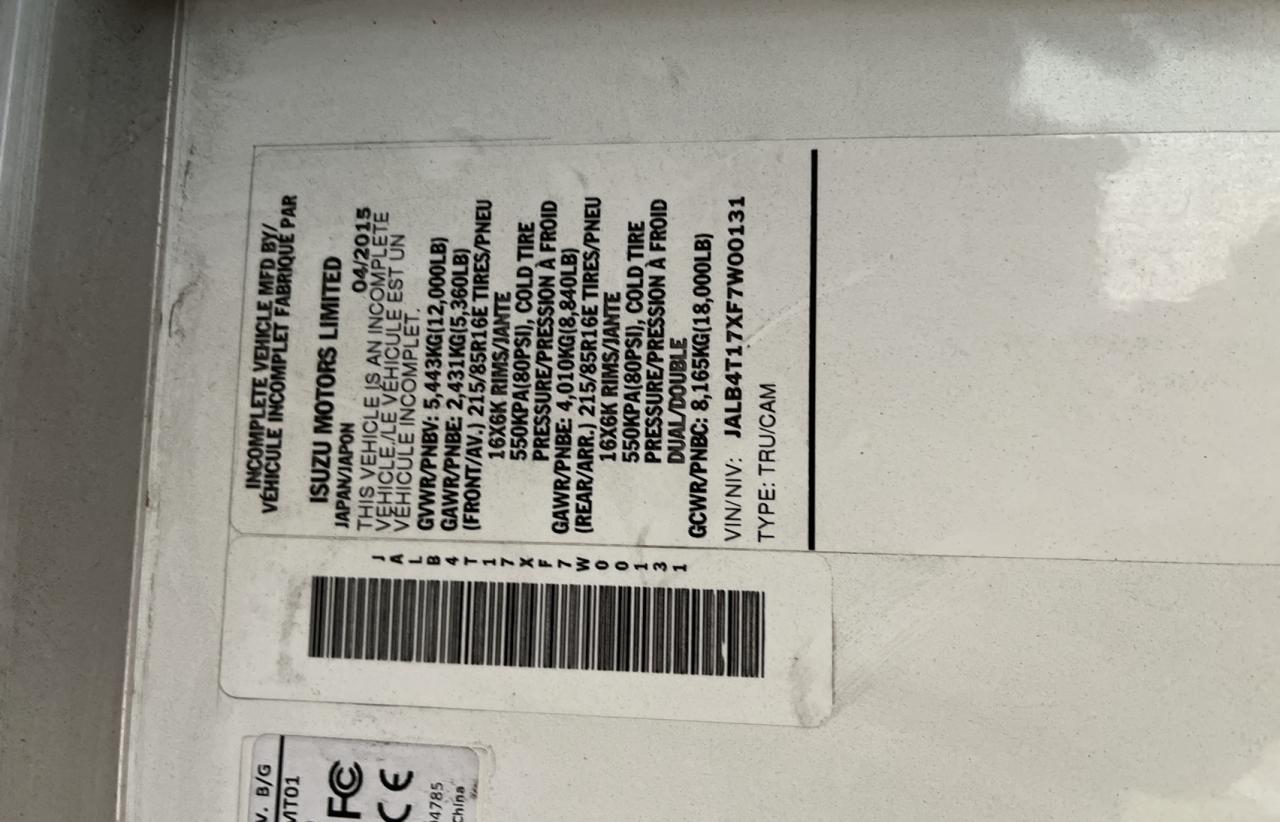 INCOMPLETE VEHICLE MFD BY/
VÉHICULE INCOMPLET FABRIQUÉ PAR
ISUZU MOTORS LIMITED
JAPAN/JAPON 04/2015
THIS VEHICLE IS AN INCOMPLETE
VEHICLE./LE VÉHICULE EST UN
VÉHICULE INCOMPLET.
GVWR/PNBV: 5,443KG(12,000LB)
GAWR/PNBE: 2,431KG(5,360LB)
(FRONT/AV.) 215/85R16E TIRES/PNEU
16X6K RIMS/JANTE
550KPA(80PSI), COLD TIRE
PRESSURE/PRESSION À FROID
GAWR/PNBE: 4,010KG(8,840LB)
(REAR/ARR.) 215/85R16E TIRES/PNEU
16X6K RIMS/JANTE
550KPA(80PSI), COLD TIRE
PRESSURE/PRESSION À FROID
DUAL/DOUBLE
GCWR/PNBC: 8,165KG(18,000LB)
VIN/NIV: JALB4T17XF7W00131
TYPE: TRU/CAM
J
A
L
B
4
T
1
7
X
F
7
W
0
0
1
3
1
V. B/G
MT01
FC
CE
4785
China